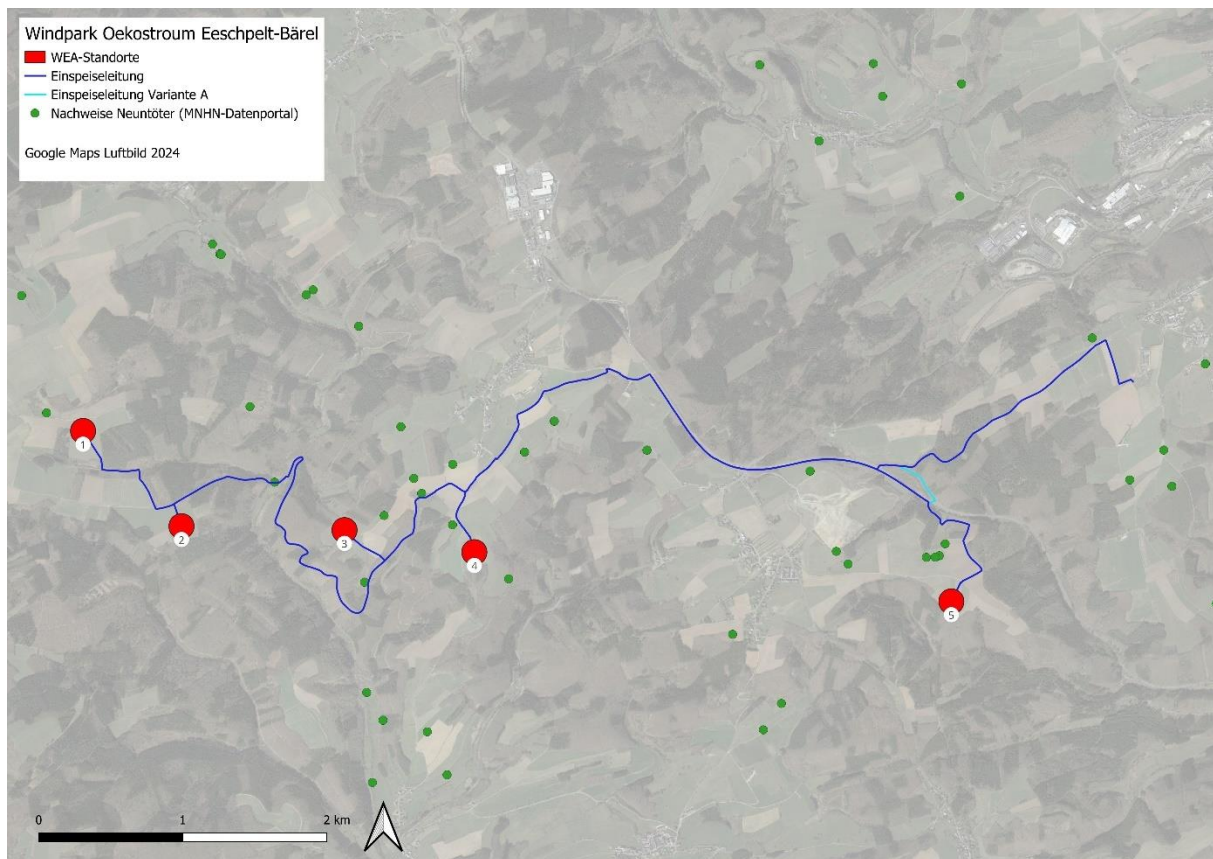 Windpark Oekostroum Eeschpelt-Bärel
WEA-Standorte
Einspeiseleitung
Einspeiseleitung Variante A
Nachweise Neuntöter (MNHN-Datenportal)
Google Maps Luftbild 2024
1
2
3
4
5
0 1 2 km